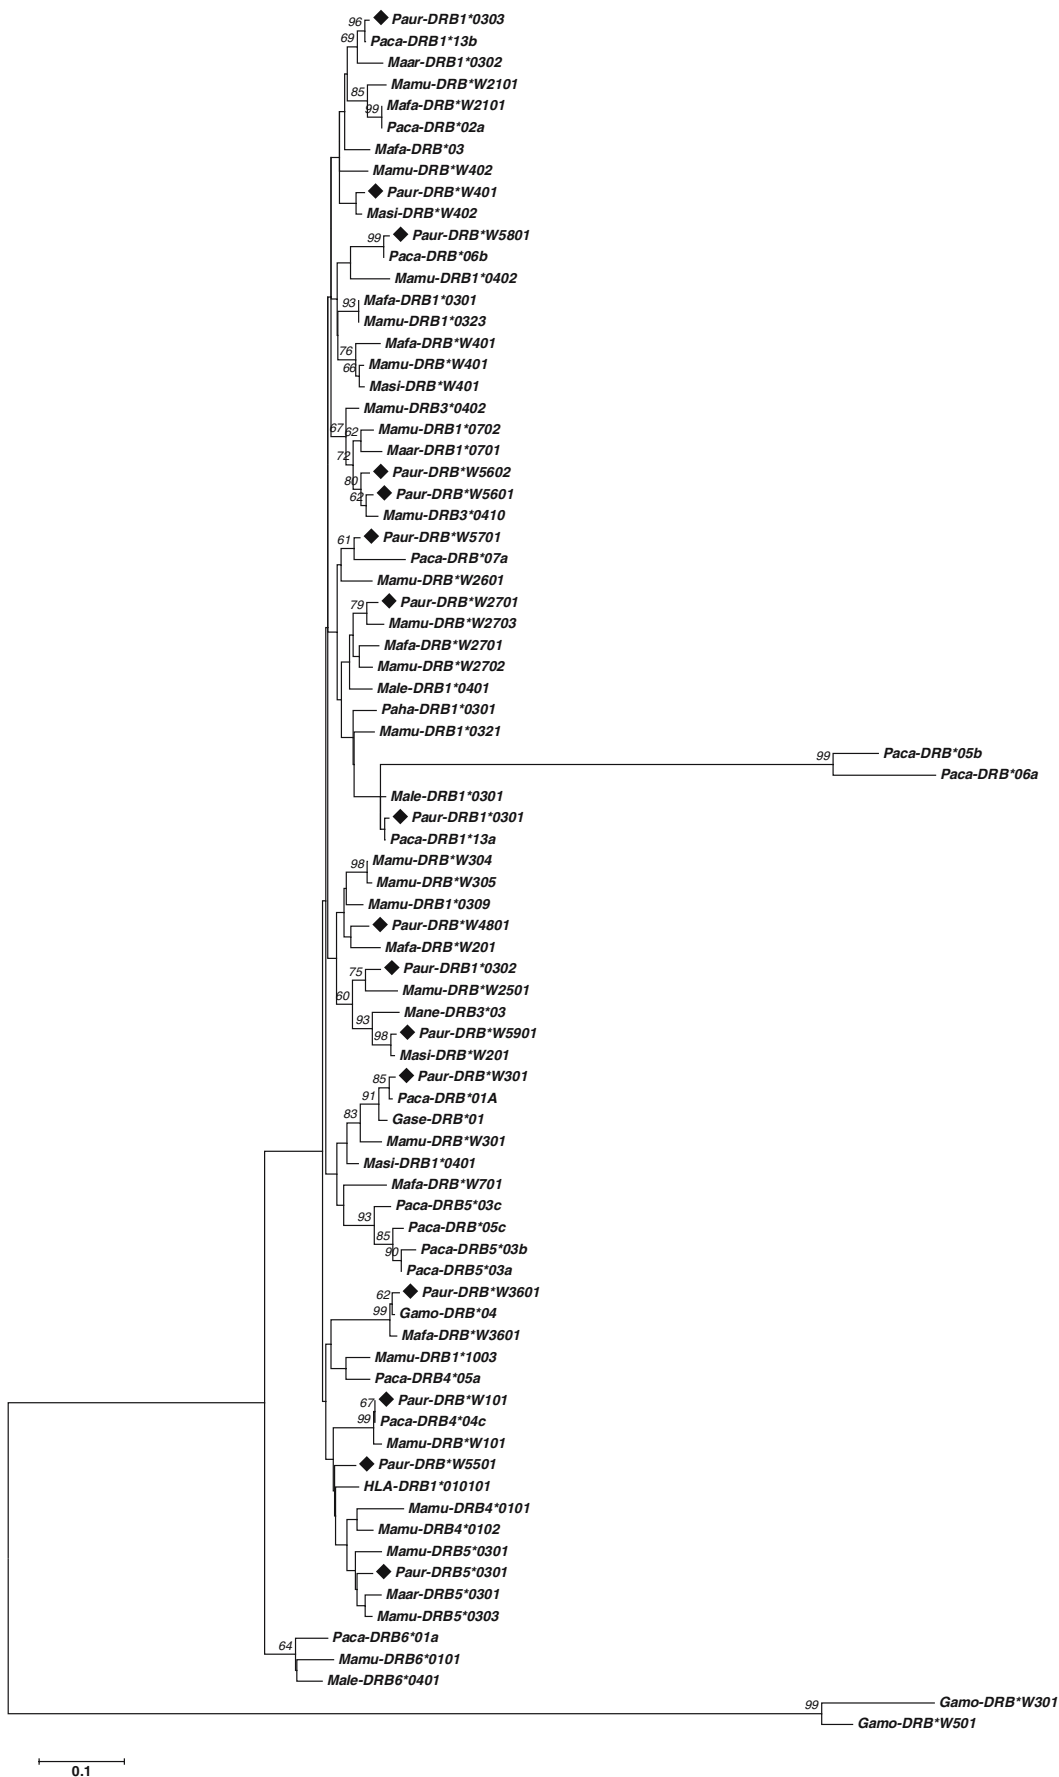 96
Paur-DRB1*0303
69
Paca-DRB1*13b
Maar-DRB1*0302
Mamu-DRB*W2101
85
Mafa-DRB*W2101
99
Paca-DRB*02a
Mafa-DRB*03
Mamu-DRB*W402
Paur-DRB*W401
Masi-DRB*W402
99
Paur-DRB*W5801
Paca-DRB*06b
Mamu-DRB1*0402
93
Mafa-DRB1*0301
Mamu-DRB1*0323
Mafa-DRB*W401
76
Mamu-DRB*W401
66
Masi-DRB*W401
Mamu-DRB3*0402
67
62
Mamu-DRB1*0702
Maar-DRB1*0701
72
Paur-DRB*W5602
80
Paur-DRB*W5601
62
Mamu-DRB3*0410
61
Paur-DRB*W5701
Paca-DRB*07a
Mamu-DRB*W2601
79
Paur-DRB*W2701
Mamu-DRB*W2703
Mafa-DRB*W2701
Mamu-DRB*W2702
Male-DRB1*0401
Paha-DRB1*0301
Mamu-DRB1*0321
99
Paca-DRB*05b
Paca-DRB*06a
Male-DRB1*0301
Paur-DRB1*0301
Paca-DRB1*13a
98
Mamu-DRB*W304
Mamu-DRB*W305
Mamu-DRB1*0309
Paur-DRB*W4801
Mafa-DRB*W201
75
Paur-DRB1*0302
Mamu-DRB*W2501
60
Mane-DRB3*03
93
Paur-DRB*W5901
98
Masi-DRB*W201
85
Paur-DRB*W301
91
Paca-DRB*01A
83
Gase-DRB*01
Mamu-DRB*W301
Masi-DRB1*0401
Mafa-DRB*W701
93
Paca-DRB5*03c
Paca-DRB*05c
85
Paca-DRB5*03b
90
Paca-DRB5*03a
62
Paur-DRB*W3601
99
Gamo-DRB*04
Mafa-DRB*W3601
Mamu-DRB1*1003
Paca-DRB4*05a
67
Paur-DRB*W101
99
Paca-DRB4*04c
Mamu-DRB*W101
Paur-DRB*W5501
HLA-DRB1*010101
Mamu-DRB4*0101
Mamu-DRB4*0102
Mamu-DRB5*0301
Paur-DRB5*0301
Maar-DRB5*0301
Mamu-DRB5*0303
Paca-DRB6*01a
64
Mamu-DRB6*0101
Male-DRB6*0401
99
Gamo-DRB*W301
Gamo-DRB*W501
0.1